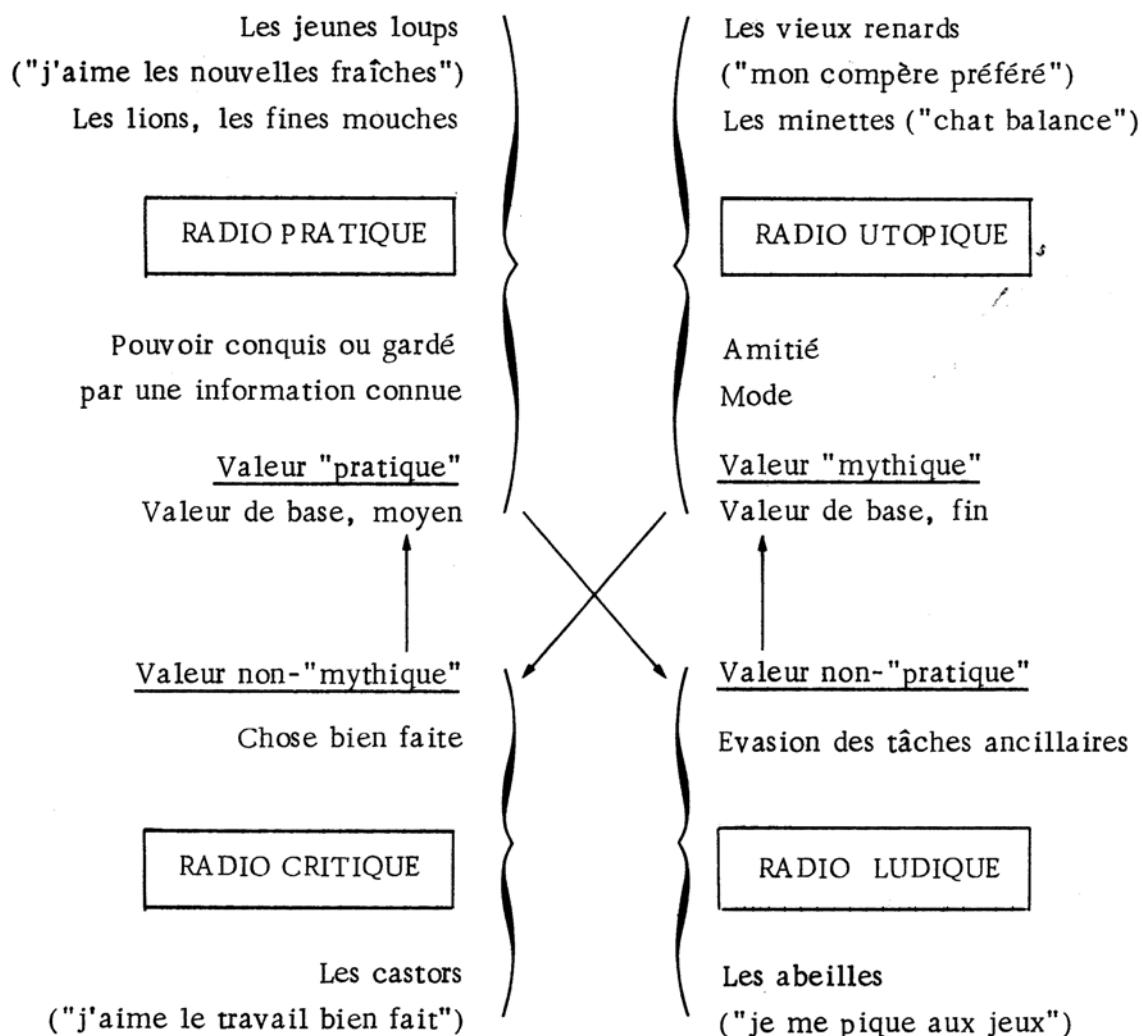 Les jeunes loups
("j'aime les nouvelles fraîches")
Les lions, les fines mouches
RADIO PRATIQUE
Pouvoir conquis ou gardé
par une information connue
Valeur "pratique"
Valeur de base, moyen
Les vieux renards
("mon compère préféré")
Les minettes ("chat balance")
RADIO UTOPIQUE
Amitié
Mode
Valeur "mythique"
Valeur de base, fin
Valeur non-"mythique"
Chose bien faite
RADIO CRITIQUE
Les castors
("j'aime le travail bien fait")
Valeur non-"pratique"
Evasion des tâches ancillaires
RADIO LUDIQUE
Les abeilles
("je me pique aux jeux")